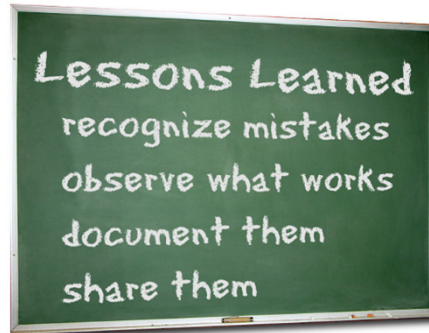 Lessons Learned
recognize mistakes
observe what works
document them
share them